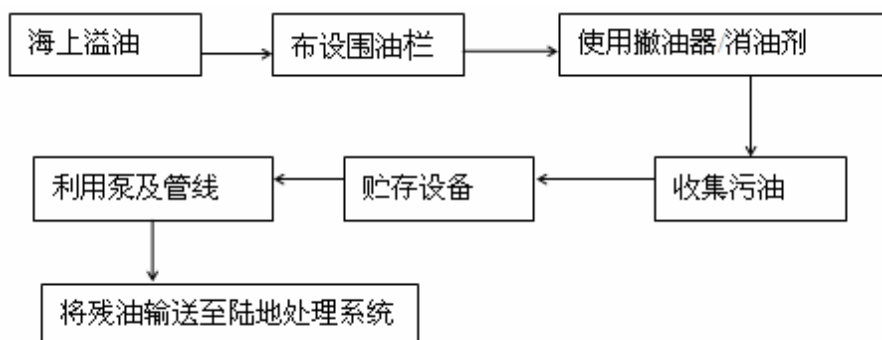 海上溢油
布设围油栏
使用撇油器/消油剂
收集污油
贮存设备
利用泵及管线
将残油输送至陆地处理系统